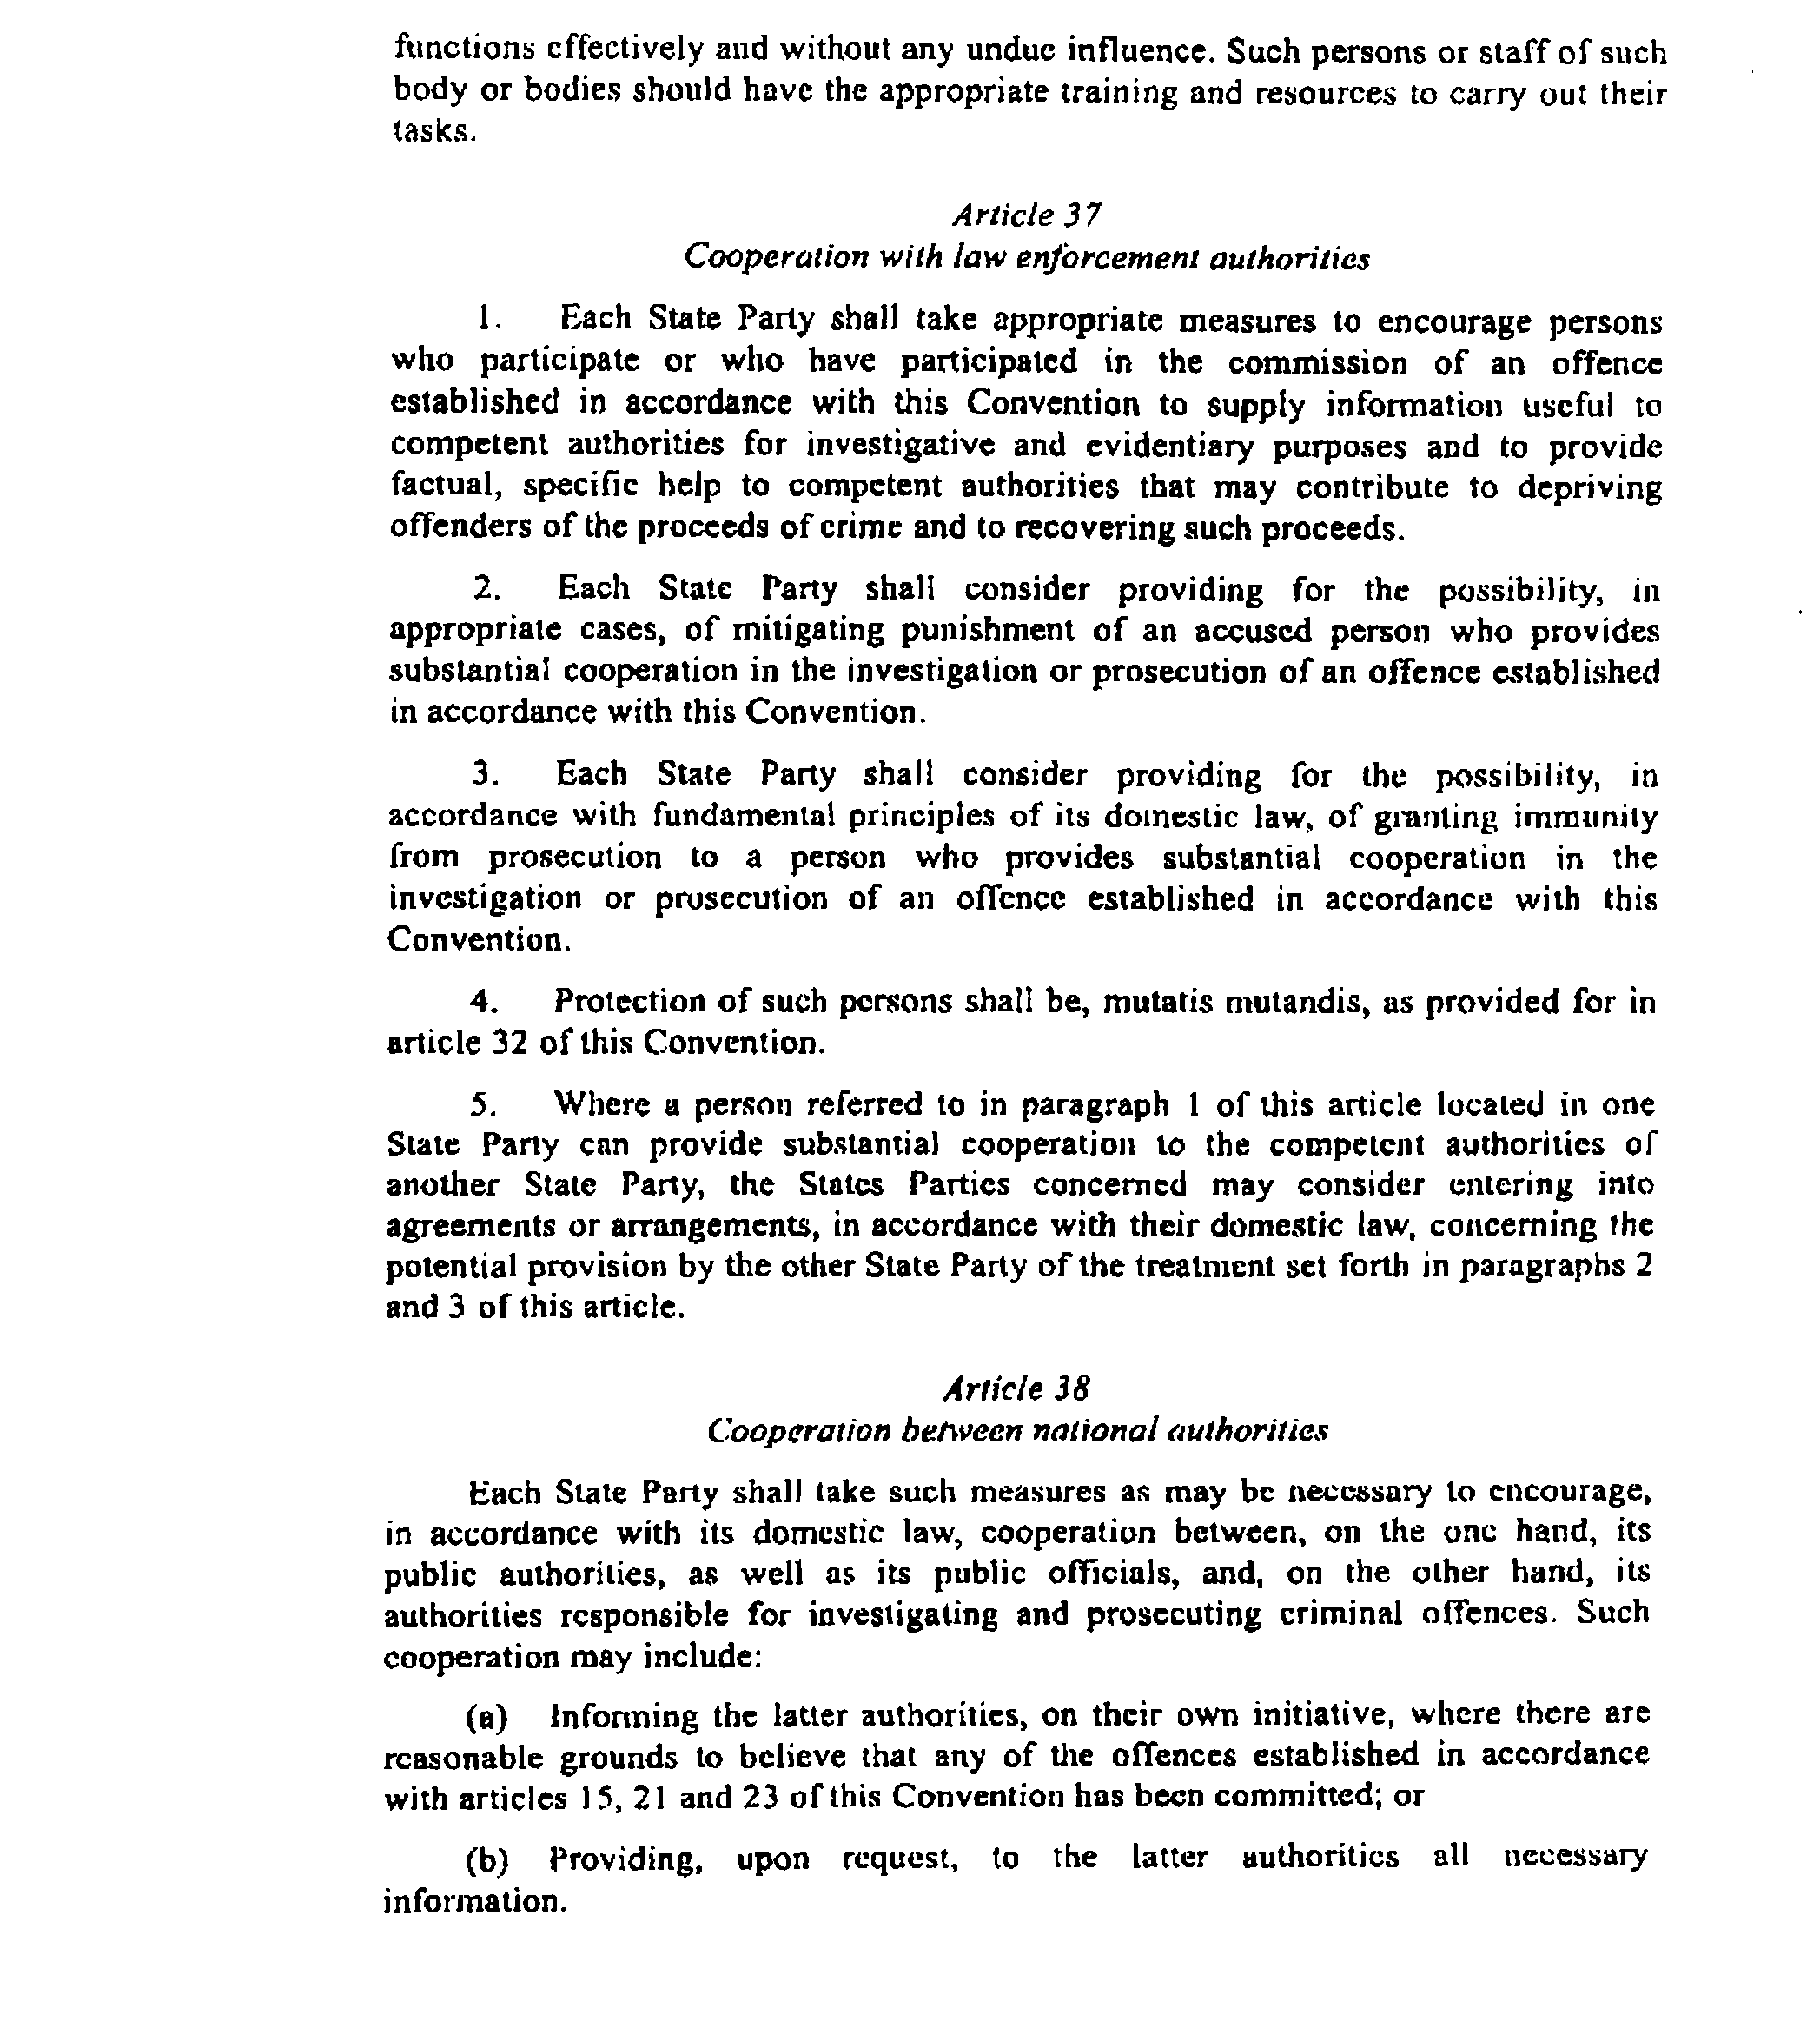 functions effectively and without any undue influence. Such persons or staff of such
body or bodies should have the appropriate training and resources to carry out their
tasks.
Article 37
Cooperation with law enforcement authorities
1. Each State Party shall take appropriate measures to encourage persons
who participate or who have participated in the commission of an offence
established in accordance with this Convention to supply information useful to
competent authorities for investigative and evidentiary purposes and to provide
factual, specific help to competent authorities that may contribute to depriving
offenders of the proceeds of crime and to recovering such proceeds.
2. Each State Party shall consider providing for the possibility, in
appropriate cases, of mitigating punishment of an accused person who provides
substantial cooperation in the investigation or prosecution of an offence established
in accordance with this Convention.
3. Each State Party shall consider providing for the possibility, in
accordance with fundamental principles of its domestic law, of granting immunity
from prosecution to a person who provides substantial cooperation in the
investigation or prosecution of an offence established in accordance with this
Convention.
4. Protection of such persons shall be, mutatis mutandis, as provided for in
article 32 of this Convention.
5. Where a person referred to in paragraph 1 of this article located in one
State Party can provide substantial cooperation to the competent authorities of
another State Party, the States Parties concerned may consider entering into
agreements or arrangements, in accordance with their domestic law, concerning the
potential provision by the other State Party of the treatment set forth in paragraphs 2
and 3 of this article.
Article 38
Cooperation between national authorities
Each State Party shall take such measures as may be necessary to encourage,
in accordance with its domestic law, cooperation between, on the one hand, its
public authorities, as well as its public officials, and, on the other hand, its
authorities responsible for investigating and prosecuting criminal offences. Such
cooperation may include:
(a) Informing the latter authorities, on their own initiative, where there are
reasonable grounds to believe that any of the offences established in accordance
with articles 15, 21 and 23 of this Convention has been committed; or
(b) Providing, upon request, to the latter authorities all necessary
information.